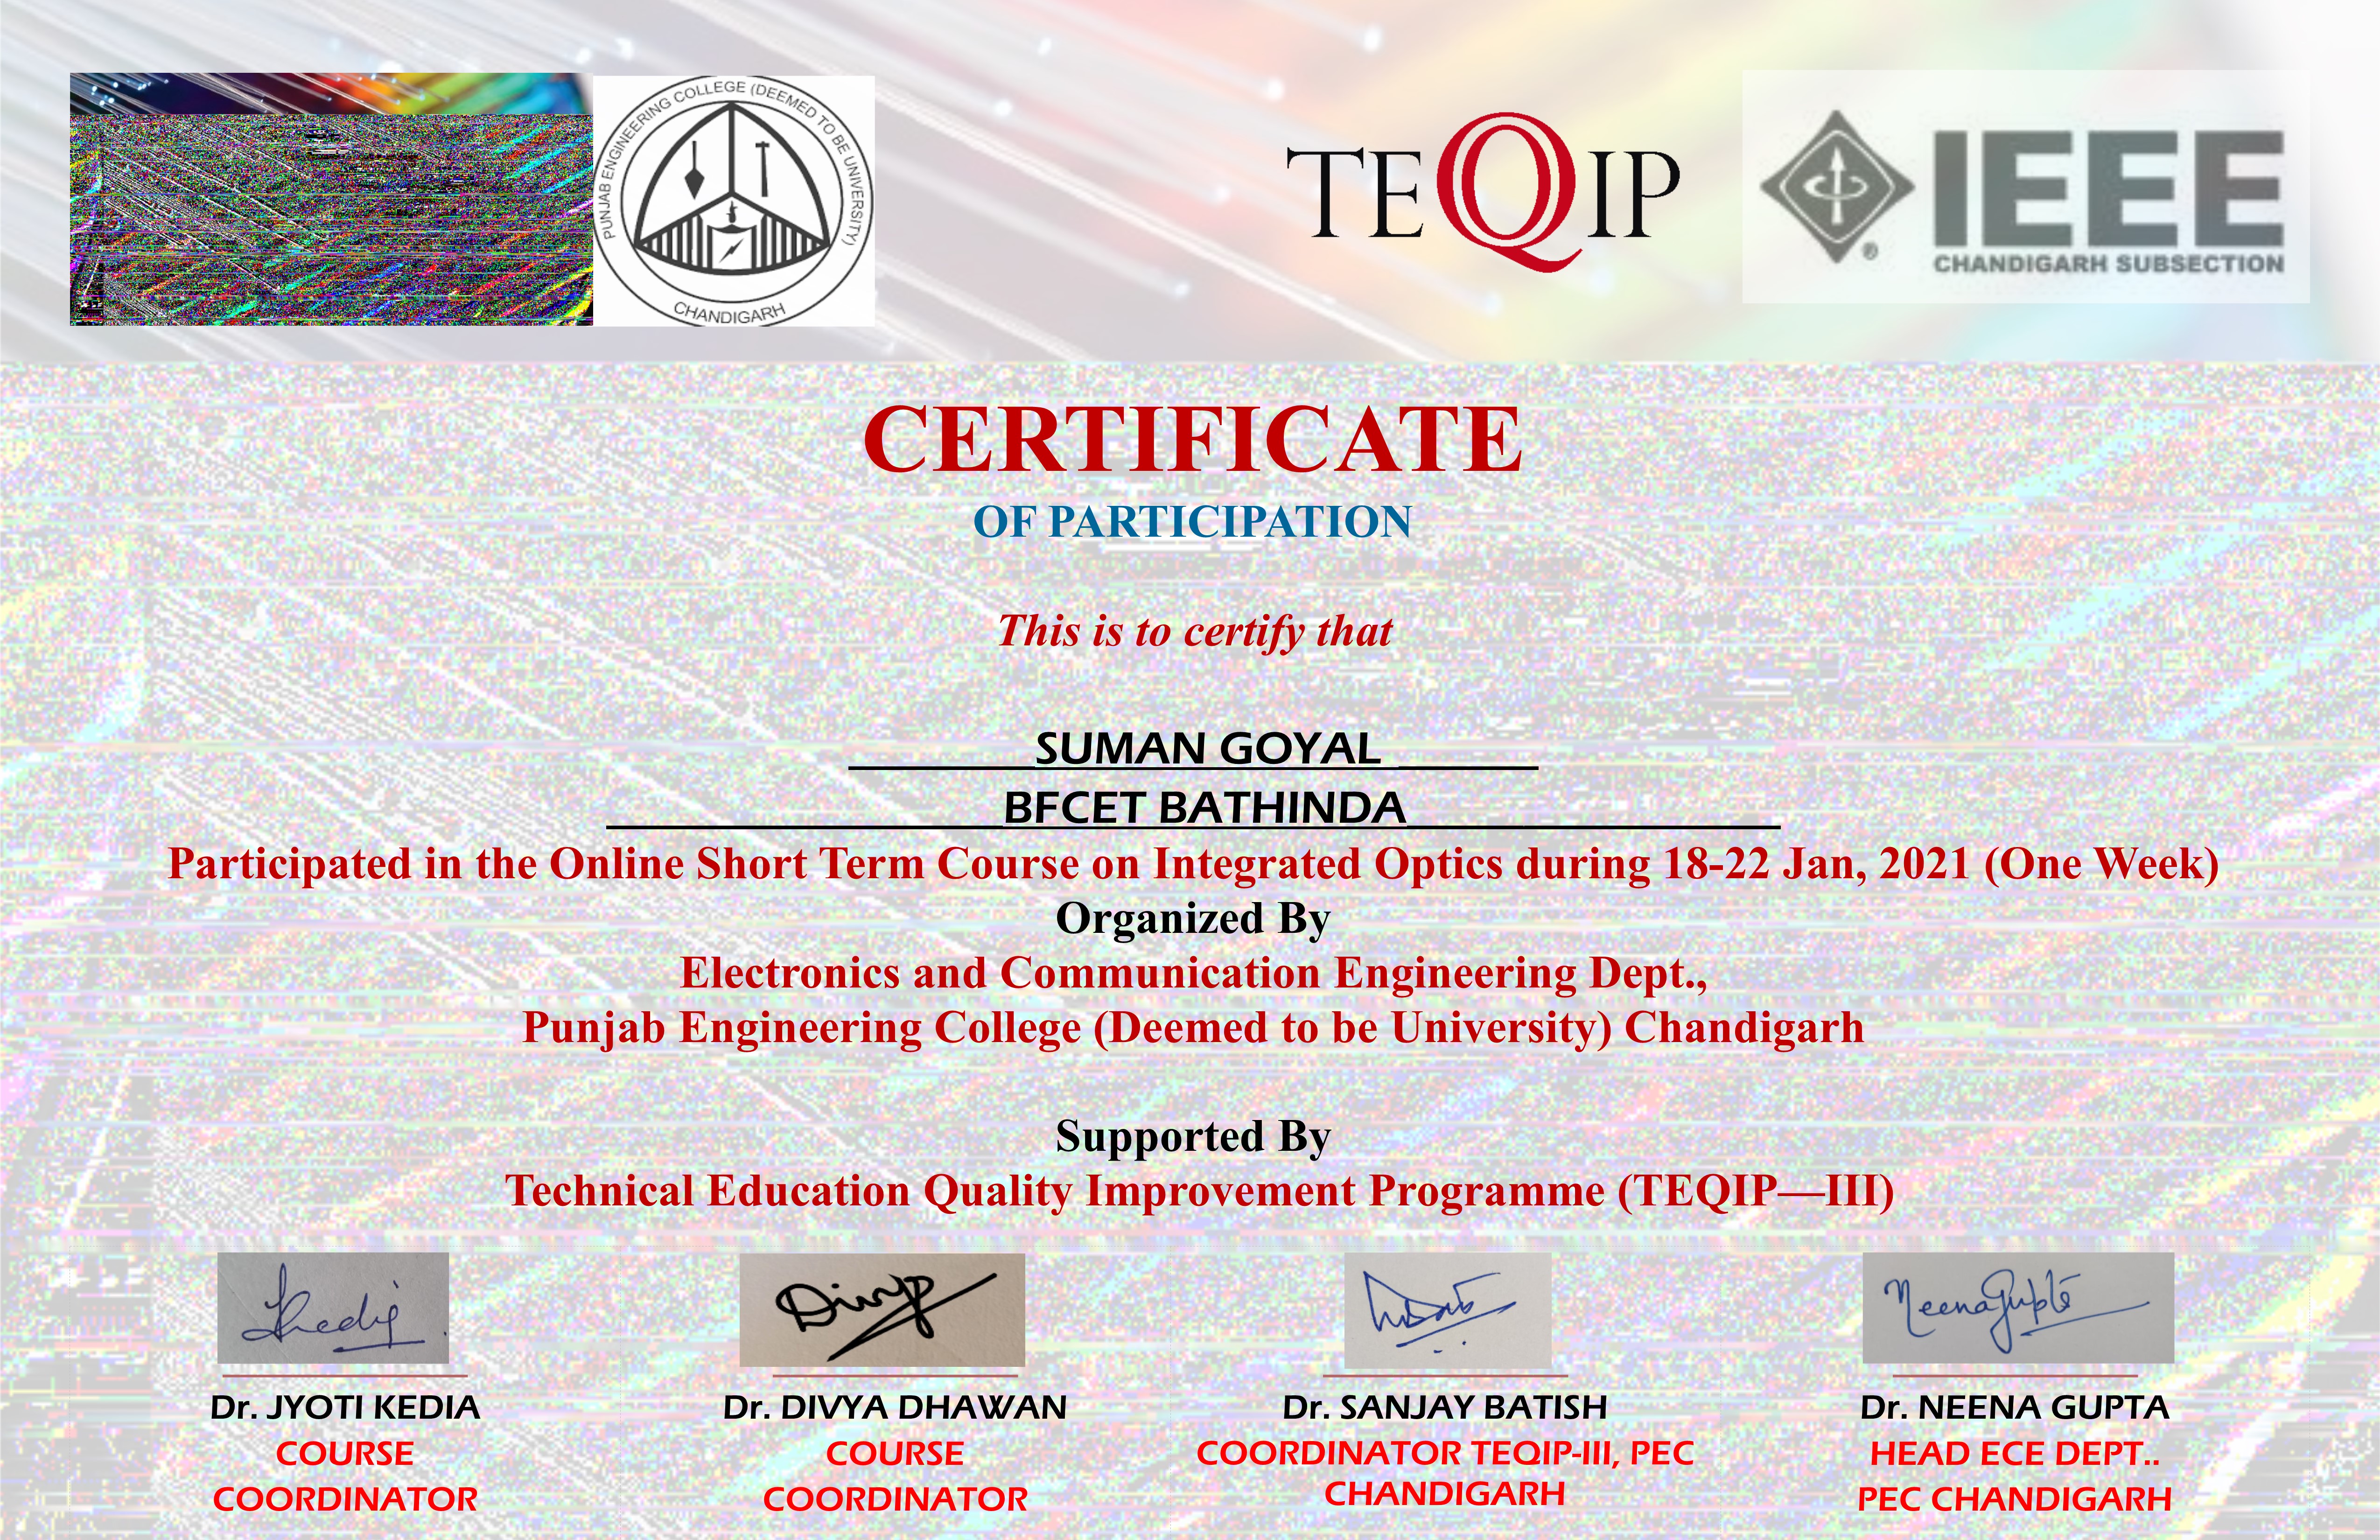 PUNJAB ENGINEERING COLLEGE (DEEMED TO BE UNIVERSITY)
CHANDIGARH
TEQIP
IEEE
®
CHANDIGARH SUBSECTION
CERTIFICATE
OF PARTICIPATION
This is to certify that
SUMAN GOYAL
BFCET BATHINDA
Participated in the Online Short Term Course on Integrated Optics during 18-22 Jan, 2021 (One Week)
Organized By
Electronics and Communication Engineering Dept.,
Punjab Engineering College (Deemed to be University) Chandigarh
Supported By
Technical Education Quality Improvement Programme (TEQIP—III)
Kedia
Divya
Neena Gupta
Dr. JYOTI KEDIA
COURSE
COORDINATOR
Dr. DIVYA DHAWAN
COURSE
COORDINATOR
Dr. SANJAY BATISH
COORDINATOR TEQIP-III, PEC
CHANDIGARH
Dr. NEENA GUPTA
HEAD ECE DEPT..
PEC CHANDIGARH